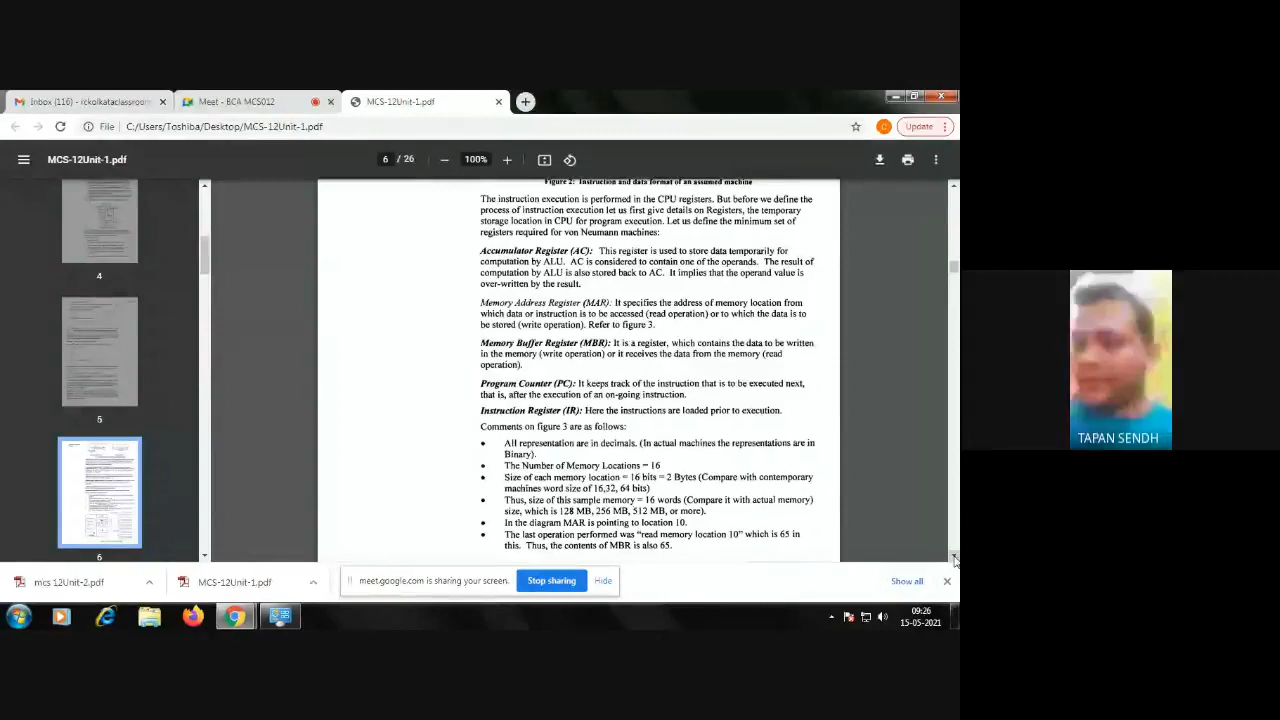 Inbox (116) - rckolkataclassroom
Meet - BCA MCS012
MCS-12Unit-1.pdf
File
C:/Users/Toshiba/Desktop/MCS-12Unit-1.pdf
Update
MCS-12Unit-1.pdf
6 / 26
100%
4
5
6
Figure 2: Instruction and data format of an assumed machine
The instruction execution is performed in the CPU registers. But before we define the
process of instruction execution let us first give details on Registers, the temporary
storage location in CPU for program execution. Let us define the minimum set of
registers required for von Neumann machines:
Accumulator Register (AC): This register is used to store data temporarily for
computation by ALU. AC is considered to contain one of the operands. The result of
computation by ALU is also stored back to AC. It implies that the operand value is
over-written by the result.
Memory Address Register (MAR): It specifies the address of memory location from
which data or instruction is to be accessed (read operation) or to which the data is to
be stored (write operation). Refer to figure 3.
Memory Buffer Register (MBR): It is a register, which contains the data to be written
in the memory (write operation) or it receives the data from the memory (read
operation).
Program Counter (PC): It keeps track of the instruction that is to be executed next,
that is, after the execution of an on-going instruction.
Instruction Register (IR): Here the instructions are loaded prior to execution.
Comments on figure 3 are as follows:
• All representation are in decimals. (In actual machines the representations are in
Binary).
• The Number of Memory Locations = 16
• Size of each memory location = 16 bits = 2 Bytes (Compare with contemporary
machines word size of 16,32, 64 bits)
• Thus, size of this sample memory = 16 words (Compare it with actual memory)
size, which is 128 MB, 256 MB, 512 MB, or more).
• In the diagram MAR is pointing to location 10.
• The last operation performed was “read memory location 10” which is 65 in
this. Thus, the contents of MBR is also 65.
TAPAN SENDH
mcs 12Unit-2.pdf
MCS-12Unit-1.pdf
meet.google.com is sharing your screen.
Stop sharing
Hide
Show all
09:26
15-05-2021